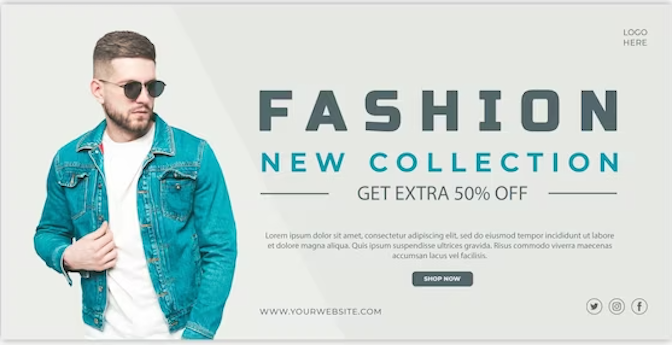 LOGO
HERE
FASHION
NEW COLLECTION
GET EXTRA 50% OFF
Lorem ipsum dolor sit amet, consectetur adipiscing elit, sed do eiusmod tempor incididunt ut labore
et dolore magna aliqua. Quis ipsum suspendisse ultrices gravida. Risus commodo viverra maecenas
accumsan lacus vel facilisis.
SHOP NOW
WWW.YOURWEBSITE.COM